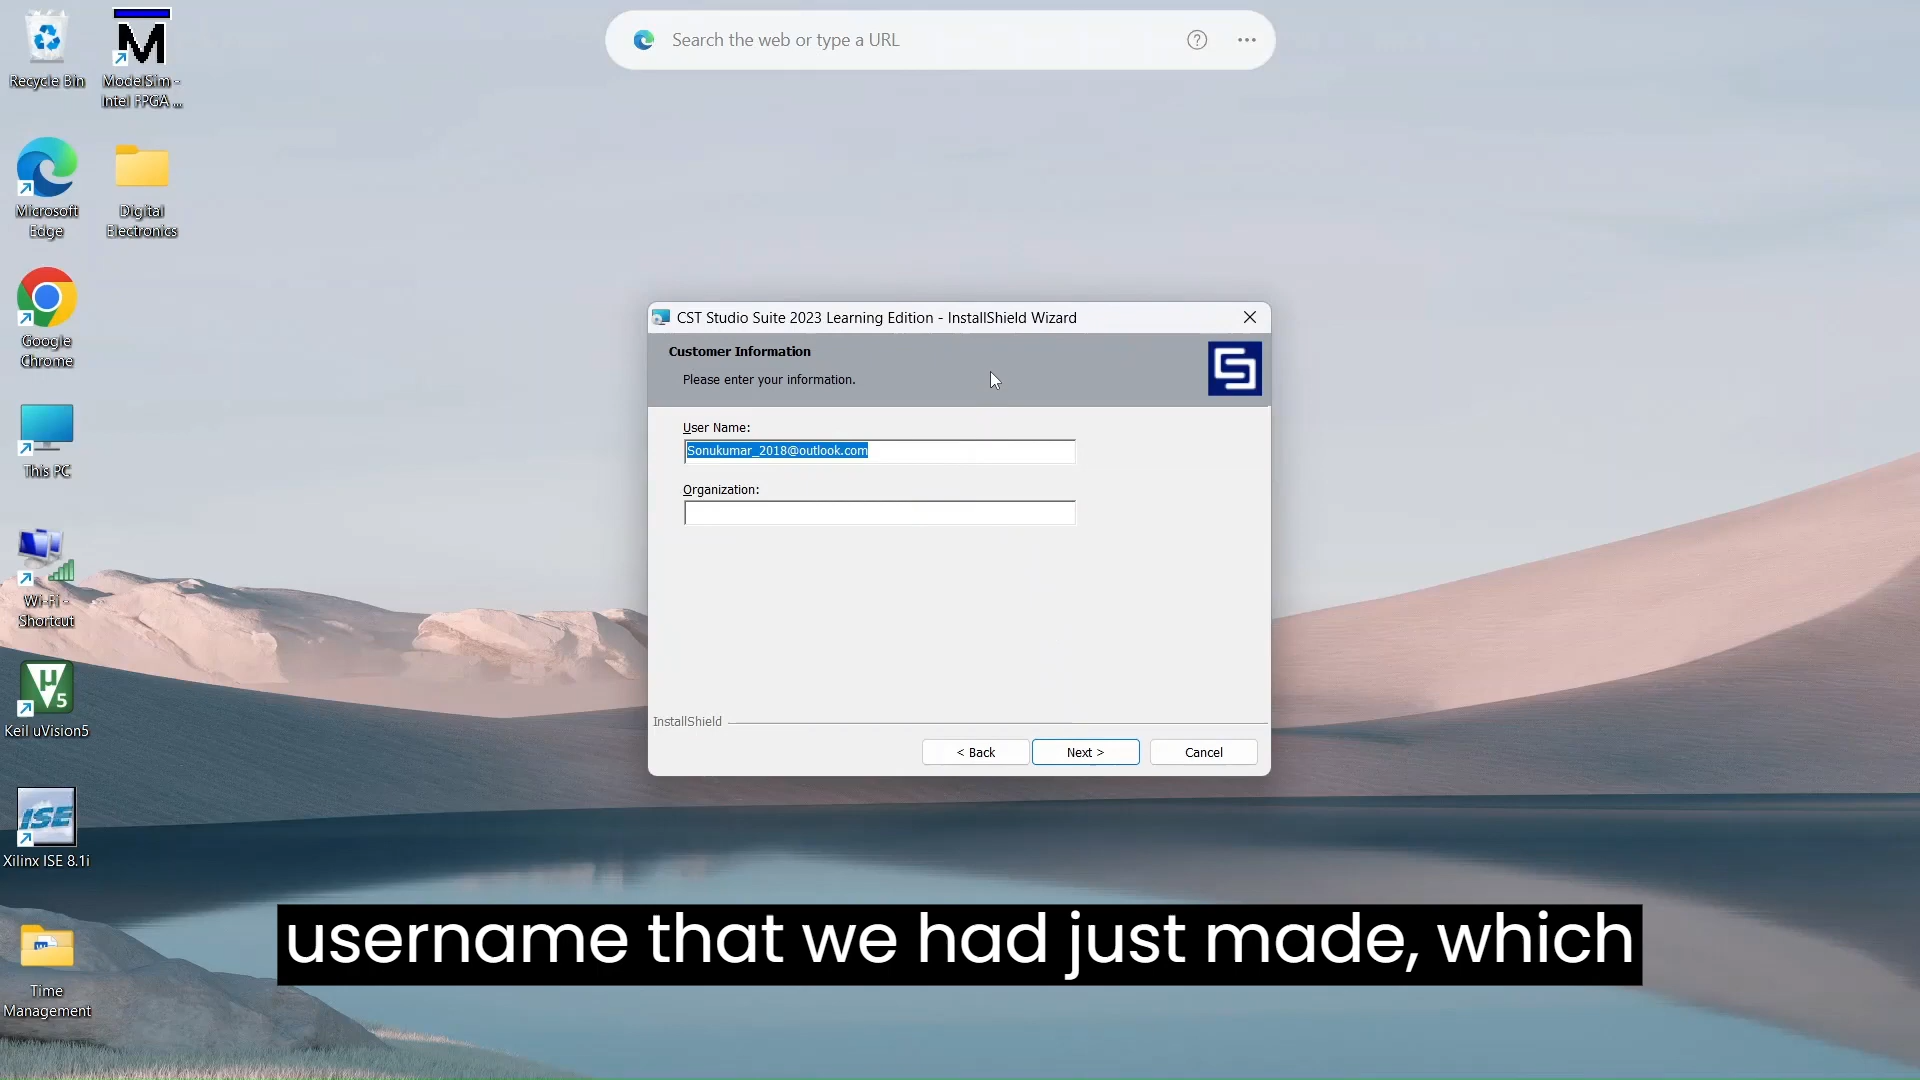 Search the web or type a URL
Recycle Bin
ModelSim -
Intel FPGA ...
Microsoft
Edge
Digital
Electronics
Google
Chrome
This PC
Wi-Fi -
Shortcut
Keil uVision5
Xilinx ISE 8.1i
Time
Management
CST Studio Suite 2023 Learning Edition - InstallShield Wizard
Customer Information
Please enter your information.
User Name:
Sonukumar_2018@outlook.com
Organization:
InstallShield
< Back
Next >
Cancel
username that we had just made, which